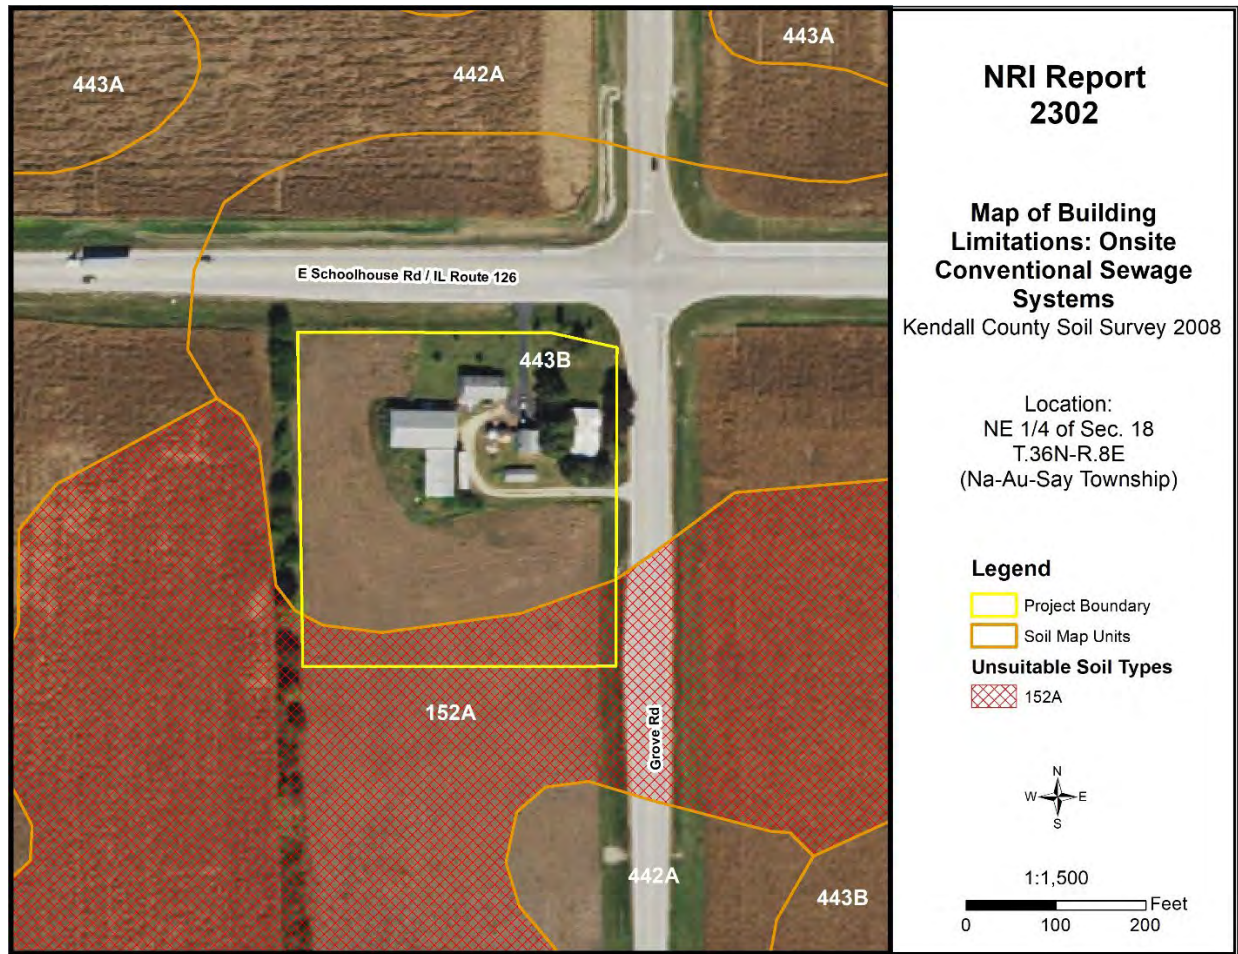 443A
442A
443A
E Schoolhouse Rd / IL Route 126
443B
152A
Grove Rd
442A
443B
NRI Report
2302
Map of Building
Limitations: Onsite
Conventional Sewage
Systems
Kendall County Soil Survey 2008
Location:
NE 1/4 of Sec. 18
T.36N-R.8E
(Na-Au-Say Township)
Legend
Project Boundary
Soil Map Units
Unsuitable Soil Types
152A
N
W E
S
1:1,500
Feet
0 100 200